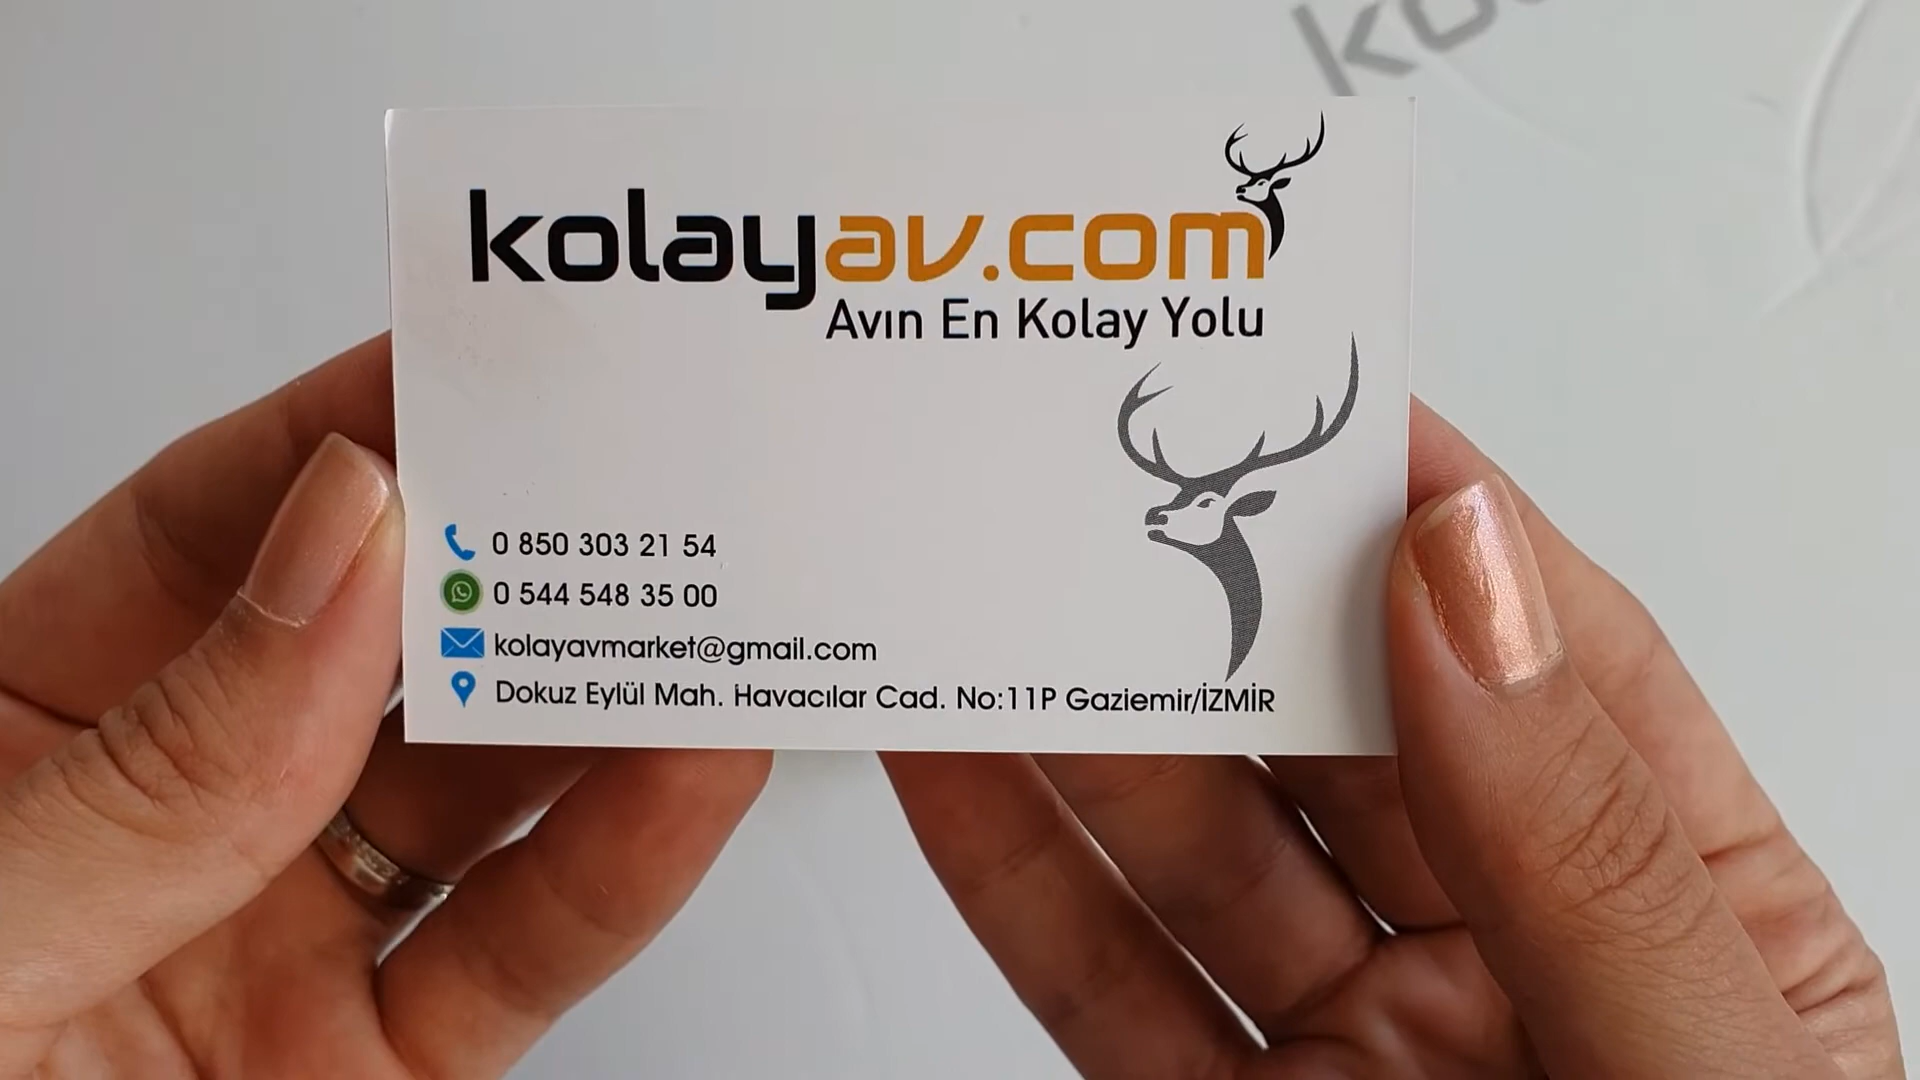 kolayav.com
Avın En Kolay Yolu
0 850 303 21 54
0 544 548 35 00
kolayavmarket@gmail.com
Dokuz Eylül Mah. Havacılar Cad. No:11P Gaziemir/İZMİR